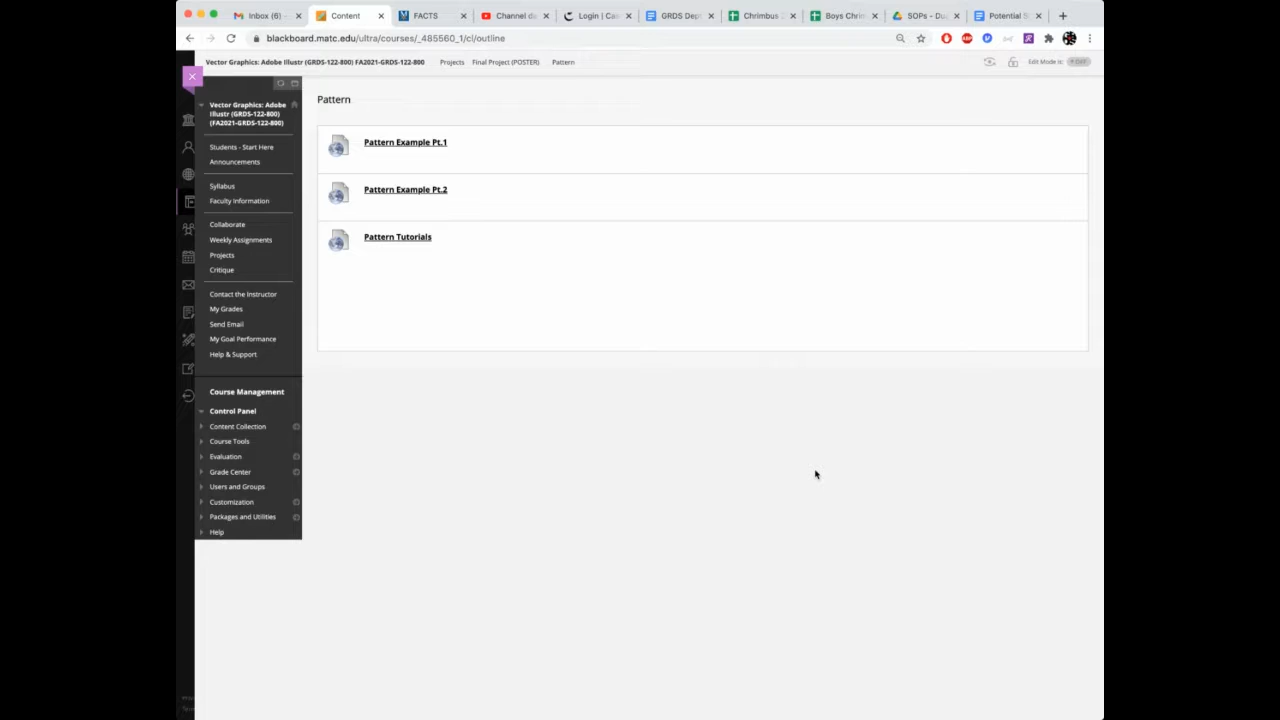 Inbox (6)
Content
FACTS
Channel da
Login | Ca
GRDS Dep
Chrimbus
Boys Chri
SOPs - Du
Potential S
blackboard.matc.edu/ultra/courses/_485560_1/cl/outline
Vector Graphics: Adobe Illustr (GRDS-122-800) FA2021-GRDS-122-800
Projects
Final Project (POSTER)
Pattern
Edit Mode is:
OFF
Pattern
Vector Graphics: Adobe
Illustr (GRDS-122-800)
(FA2021-GRDS-122-800)
Students - Start Here
Announcements
Syllabus
Faculty Information
Collaborate
Weekly Assignments
Projects
Critique
Contact the Instructor
My Grades
Send Email
My Goal Performance
Help & Support
Course Management
Control Panel
Content Collection
Course Tools
Evaluation
Grade Center
Users and Groups
Customization
Packages and Utilities
Help
Pattern Example Pt.1
Pattern Example Pt.2
Pattern Tutorials